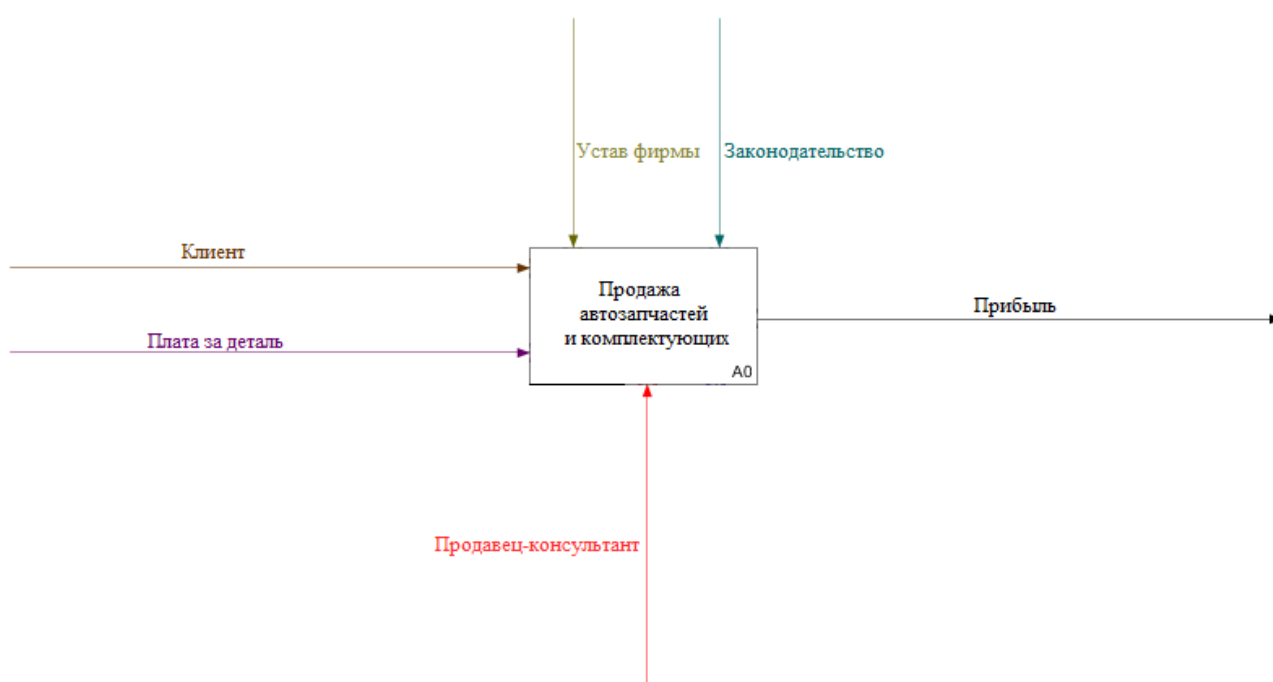 Устав фирмы
Законодательство
Клиент
Плата за деталь
Продажа
автозапчастей
и комплектующих
A0
Прибыль
Продавец-консультант